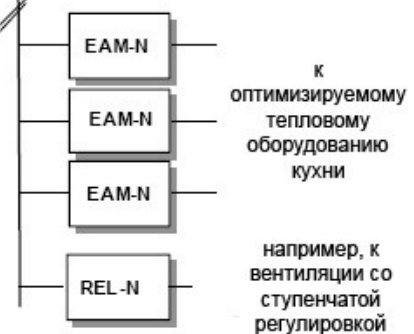 EAM-N
EAM-N
EAM-N
к
оптимизируемому
тепловому
оборудованию
кухни
REL-N
например, к
вентиляции со
ступенчатой
регулировкой